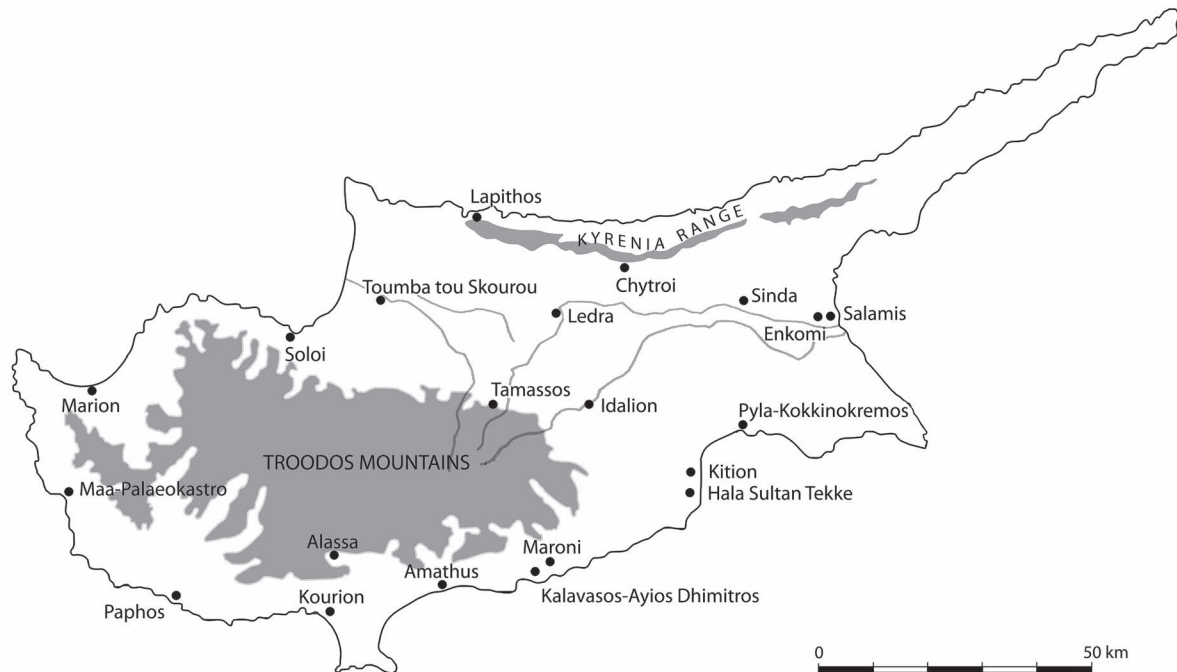 Lapithos
KYRENIA RANGE
Chytroi
Toumba tou Skourou
Sinda
Ledra
Salamis
Enkomi
Soloi
Tamassos
Marion
Idalion
Pyla-Kokkinokremos
TROODOS MOUNTAINS
Kition
Maa-Palaeokastro
Hala Sultan Tekke
Alassa
Maroni
Amathus
Kalavasos-Ayios Dhimitros
Kourion
Paphos
0 50 km